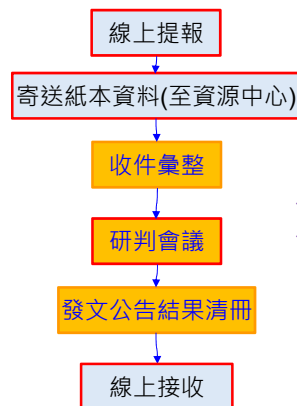 線上提報
寄送紙本資料(至資源中心)
收件彙整
研判會議
發文公告結果清冊
線上接收